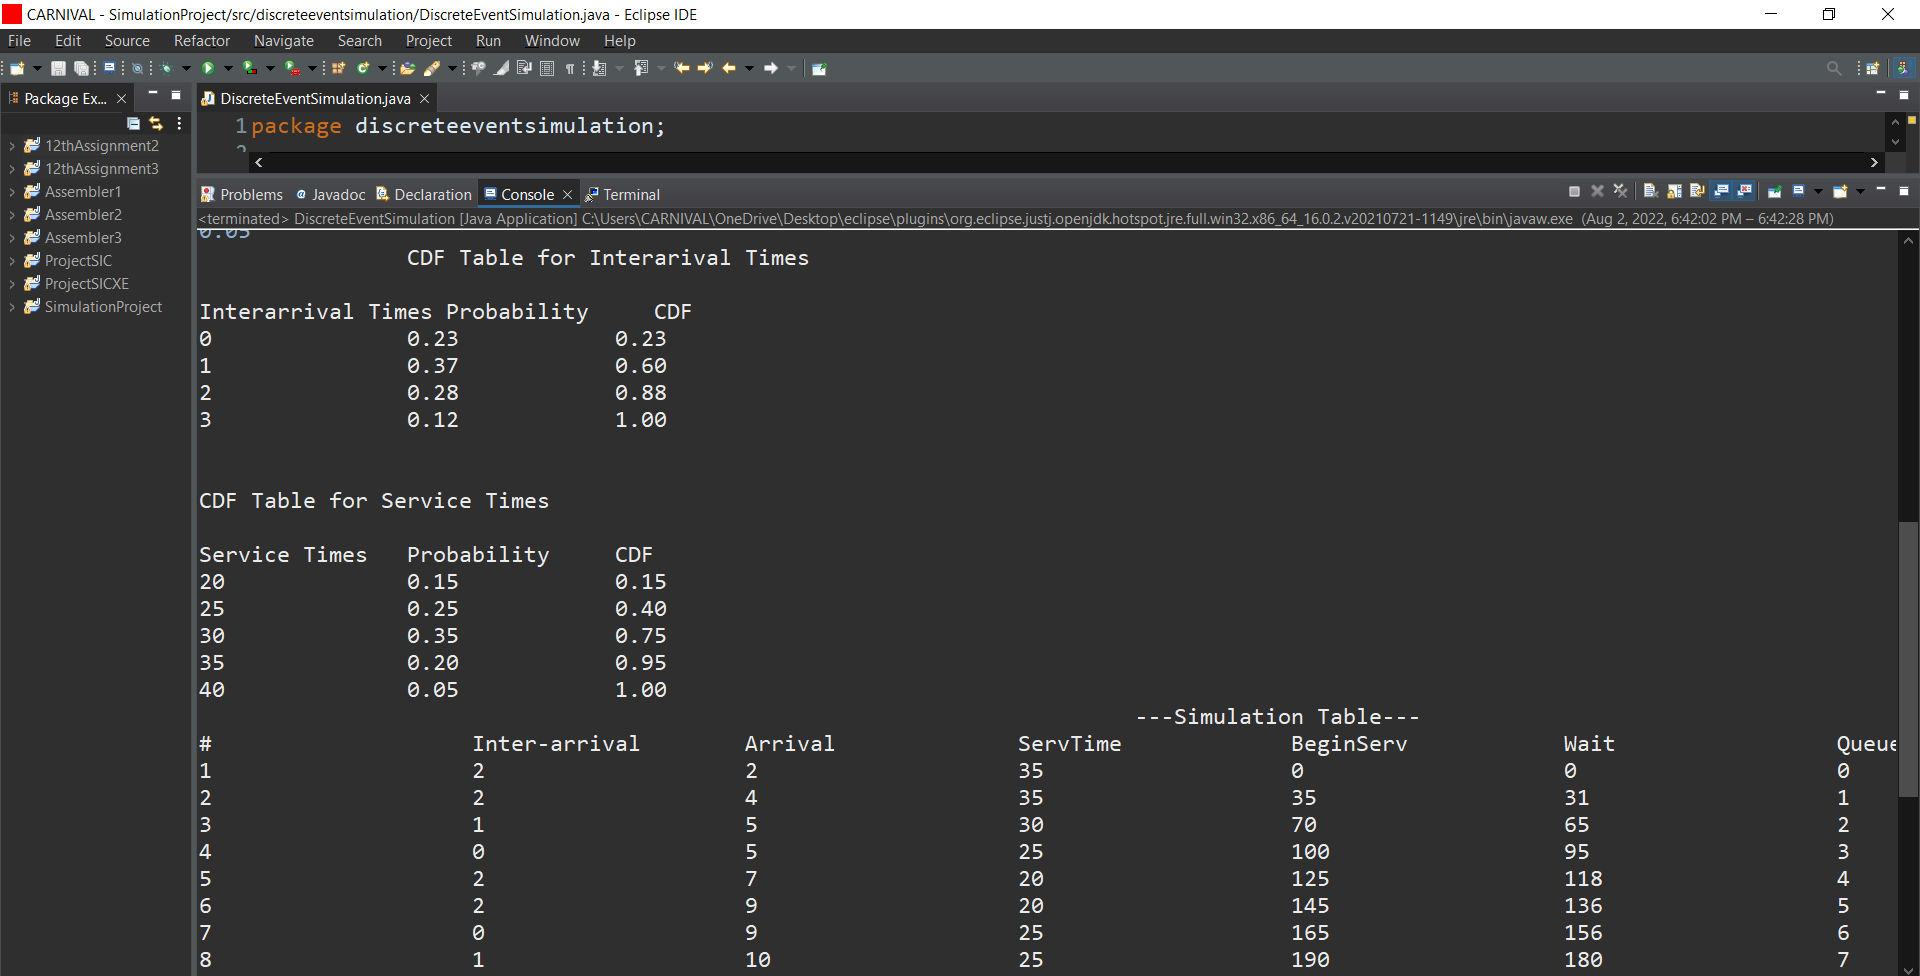 CARNIVAL - SimulationProject/src/discreteeventsimulation/DiscreteEventSimulation.java - Eclipse IDE
File Edit Source Refactor Navigate Search Project Run Window Help
Package Ex...
12thAssignment2
12thAssignment3
Assembler1
Assembler2
Assembler3
ProjectSIC
ProjectSICXE
SimulationProject
DiscreteEventSimulation.java
1 package discreteeventsimulation;
Problems Javadoc Declaration Console Terminal
<terminated> DiscreteEventSimulation [Java Application] C:\Users\CARNIVAL\OneDrive\Desktop\eclipse\plugins\org.eclipse.justj.openjdk.hotspot.jre.full.win32.x86_64_16.0.2.v20210721-1149\jre\bin\javaw.exe (Aug 2, 2022, 6:42:02 PM – 6:42:28 PM)
0.05
CDF Table for Interarival Times
Interarrival Times Probability CDF
0 0.23 0.23
1 0.37 0.60
2 0.28 0.88
3 0.12 1.00
CDF Table for Service Times
Service Times Probability CDF
20 0.15 0.15
25 0.25 0.40
30 0.35 0.75
35 0.20 0.95
40 0.05 1.00
---Simulation Table---
# Inter-arrival Arrival ServTime BeginServ Wait Queue
1 2 2 35 0 0 0
2 2 4 35 35 31 1
3 1 5 30 70 65 2
4 0 5 25 100 95 3
5 2 7 20 125 118 4
6 2 9 20 145 136 5
7 0 9 25 165 156 6
8 1 10 25 190 180 7